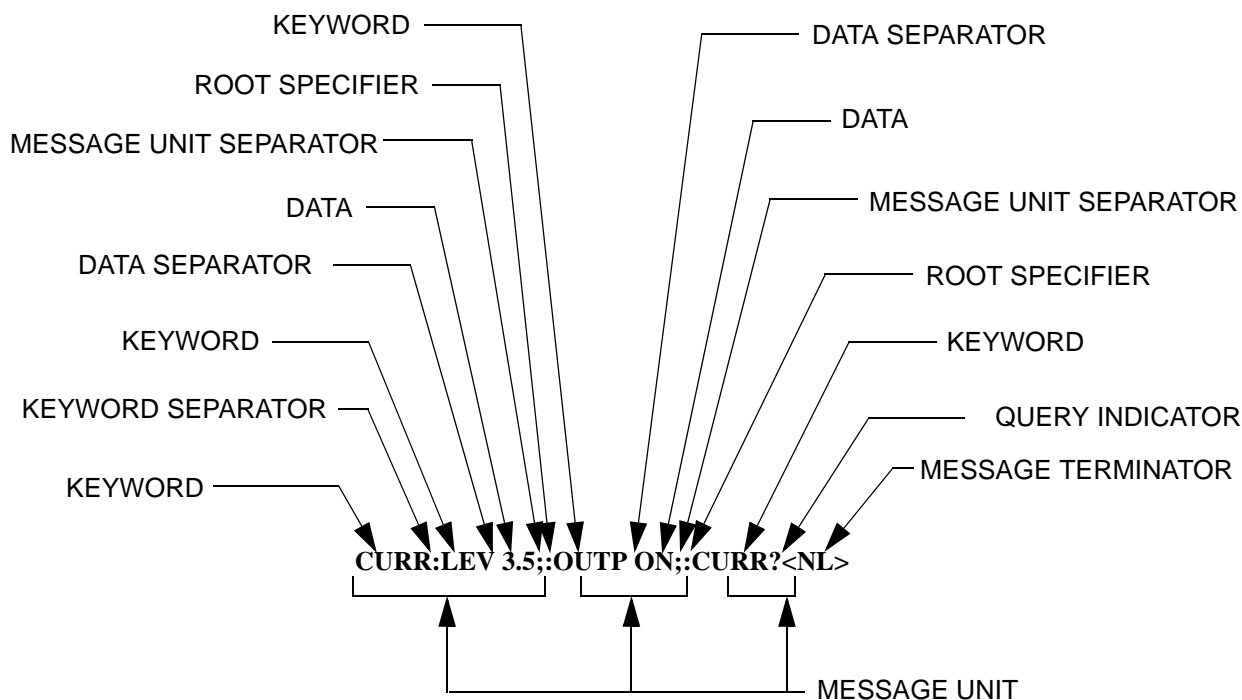 KEYWORD
DATA SEPARATOR
ROOT SPECIFIER
DATA
MESSAGE UNIT SEPARATOR
DATA
MESSAGE UNIT SEPARATOR
DATA SEPARATOR
ROOT SPECIFIER
KEYWORD
KEYWORD
KEYWORD SEPARATOR
QUERY INDICATOR
KEYWORD
MESSAGE TERMINATOR
CURR:LEV 3.5;:OUTP ON;:CURR?<NL>
MESSAGE UNIT